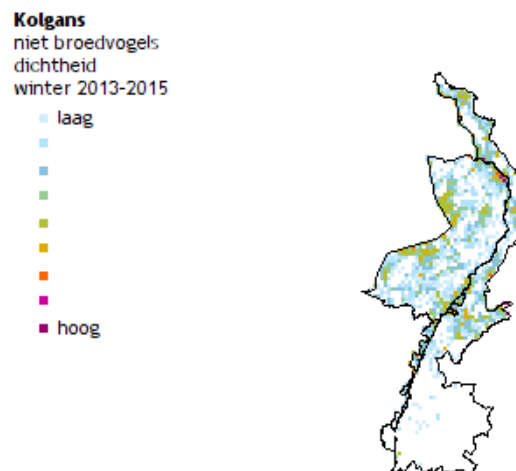 Kolgans
niet broedvogels
dichtheid
winter 2013-2015
laag
hoog